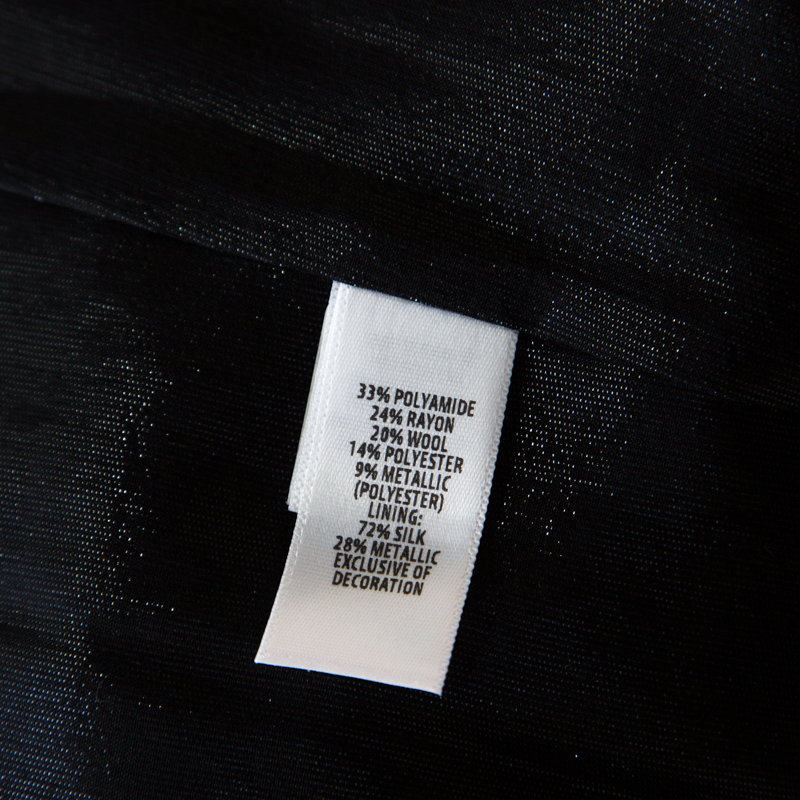 33% POLYAMIDE
24% RAYON
20% WOOL
14% POLYESTER
9% METALLIC
(POLYESTER)
LINING:
72% SILK
28% METALLIC
EXCLUSIVE OF
DECORATION